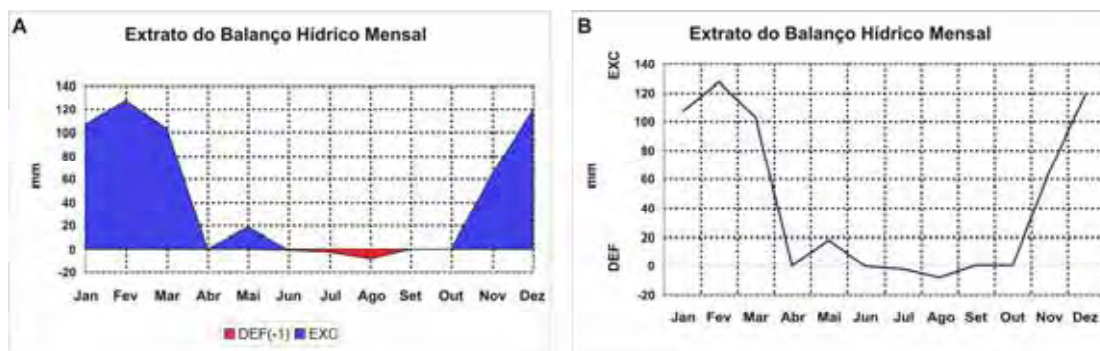 A
Extrato do Balanço Hídrico Mensal
mm
140
120
100
80
60
40
20
0
-20
Jan Fev Mar Abr Mai Jun Jul Ago Set Out Nov Dez
DEF(-1) EXC
B
Extrato do Balanço Hídrico Mensal
EXC
mm
DEF
140
120
100
80
60
40
20
0
-20
Jan Fev Mar Abr Mai Jun Jul Ago Set Out Nov Dez